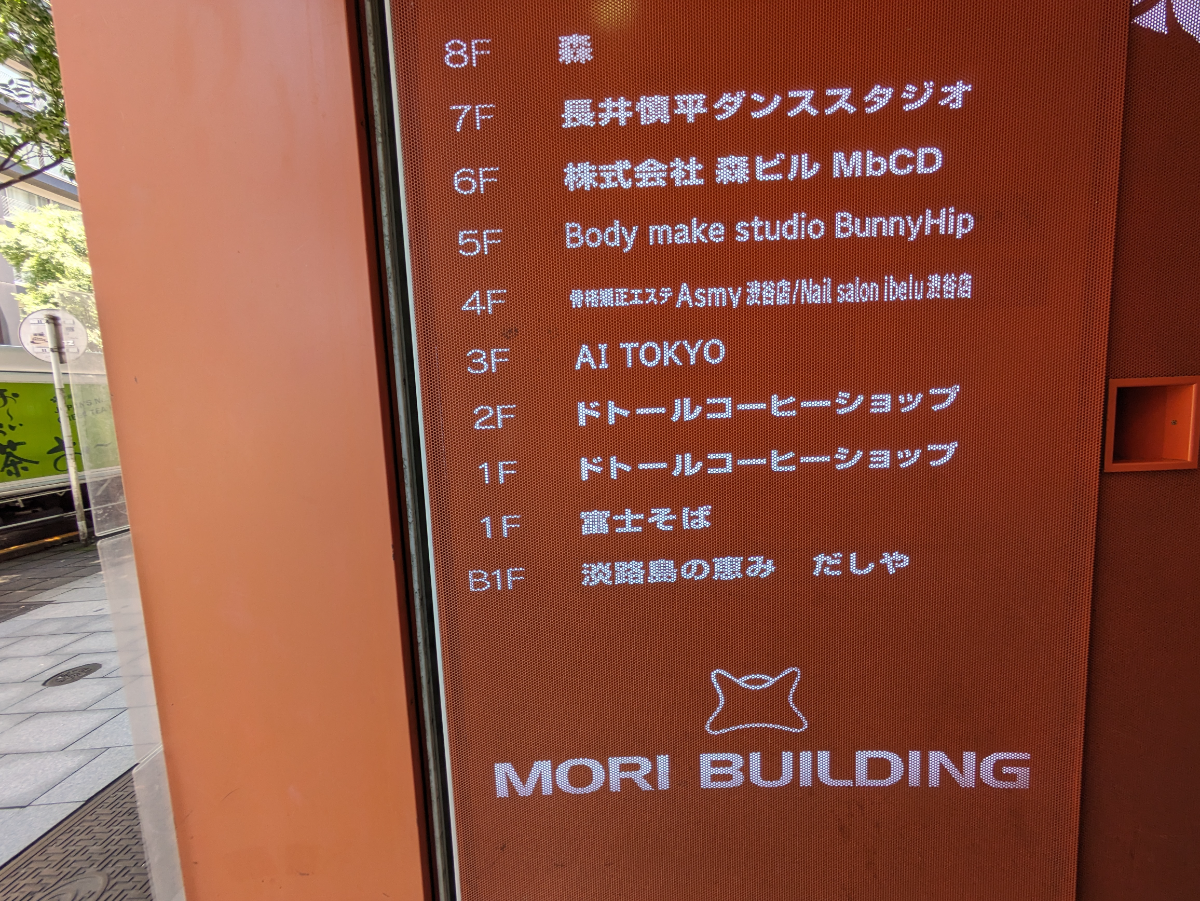 8F 森
7F 長井慎平ダンススタジオ
6F 株式会社 森ビル MbCD
5F Body make studio BunnyHip
4F 骨格矯正エステ Asmy 渋谷店/Nail salon ibelu 渋谷店
3F AI TOKYO
2F ドトールコーヒーショップ
1F ドトールコーヒーショップ
1F 富士そば
B1F 淡路島の恵み だしや
MORI BUILDING
お〜いお茶